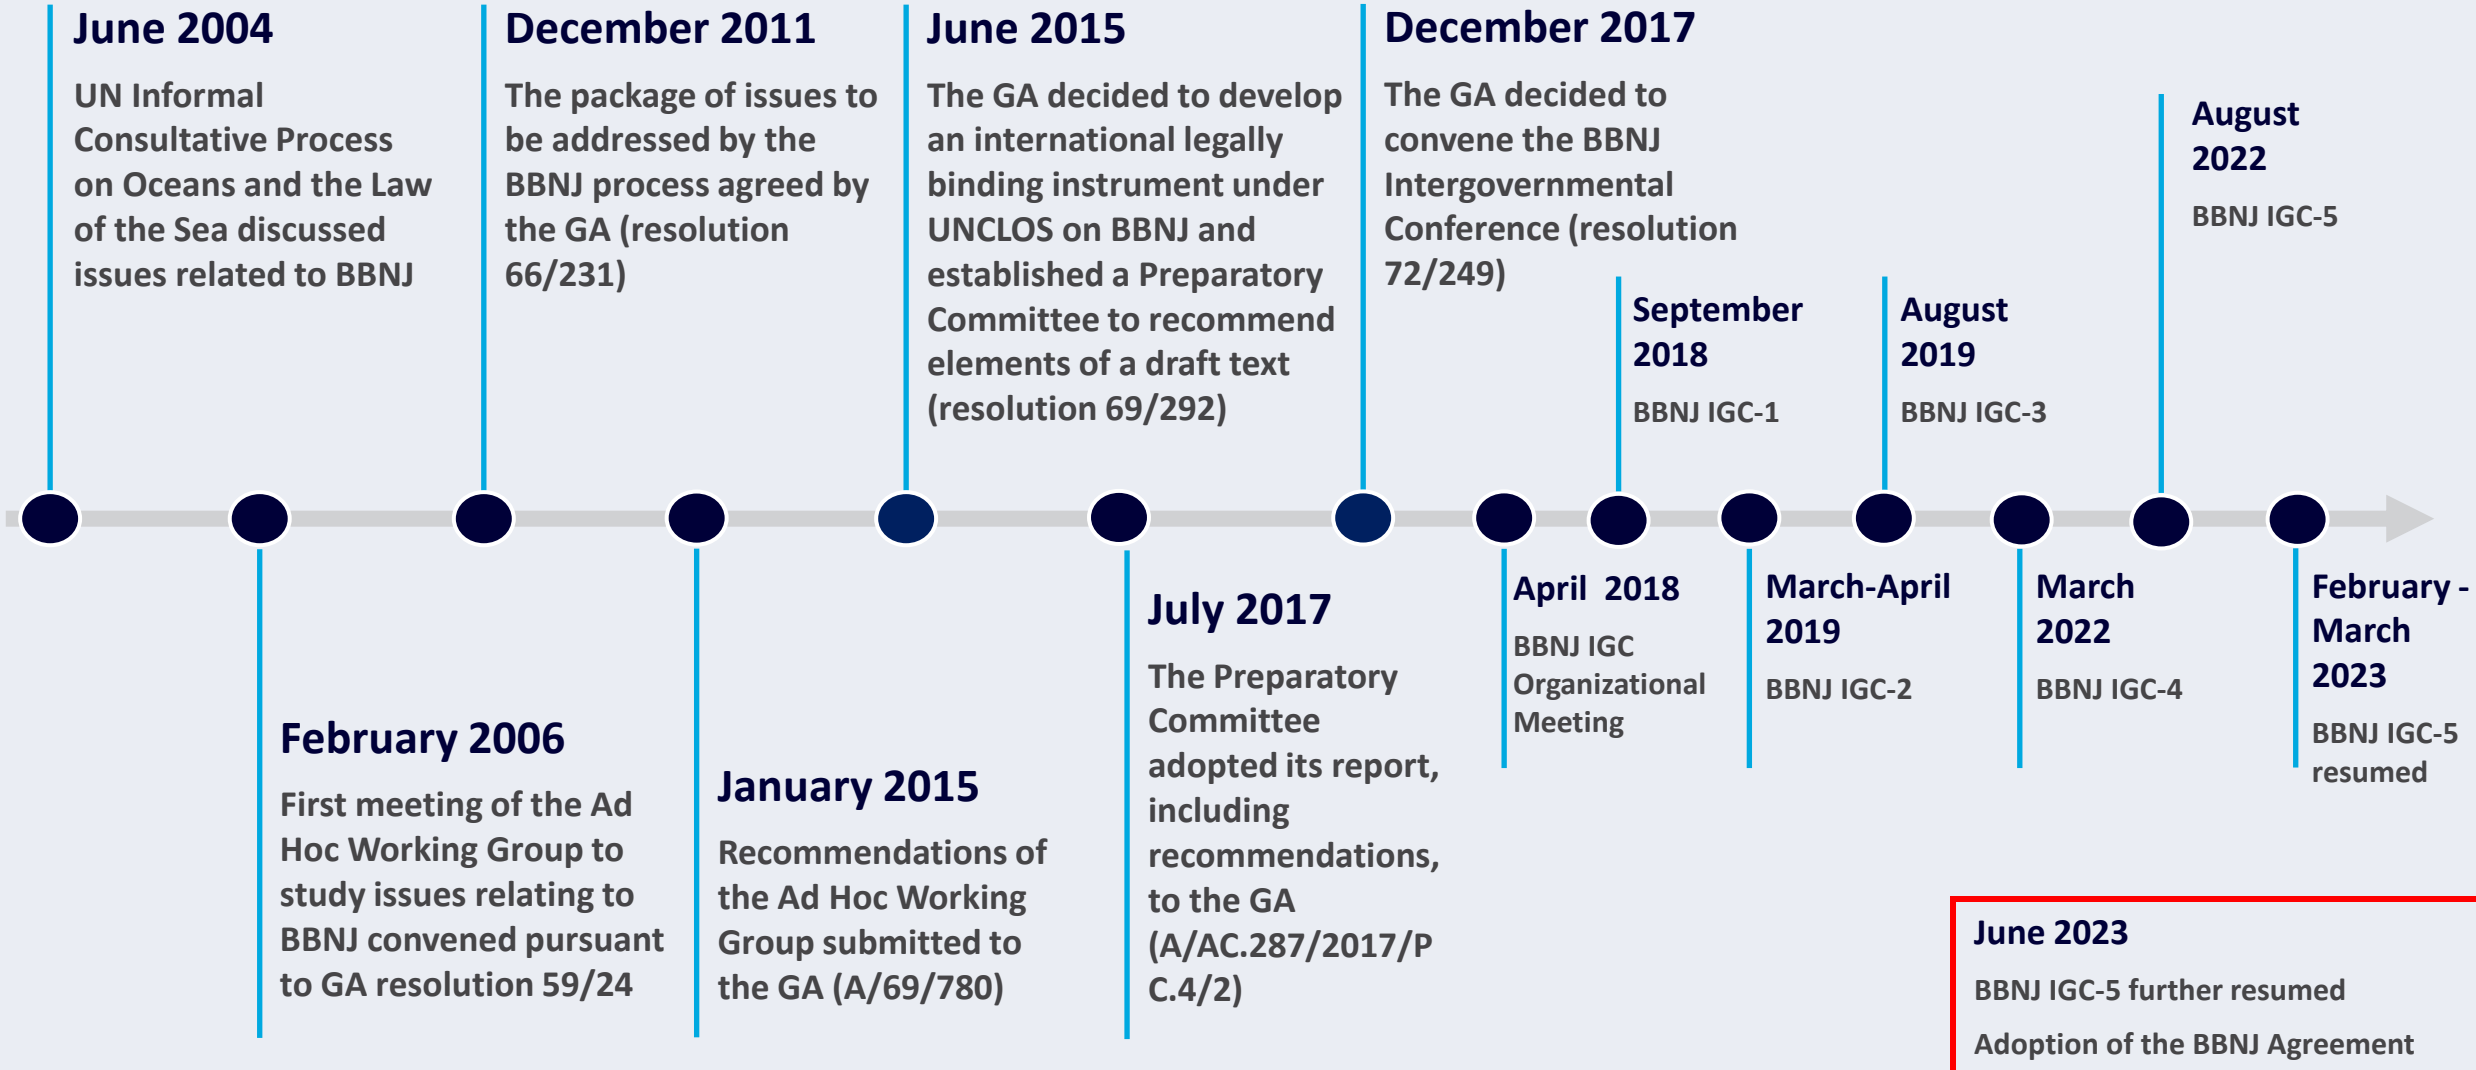 June 2004
UN Informal
Consultative Process
on Oceans and the Law
of the Sea discussed
issues related to BBNJ
December 2011
The package of issues to
be addressed by the
BBNJ process agreed by
the GA (resolution
66/231)
June 2015
The GA decided to develop
an international legally
binding instrument under
UNCLOS on BBNJ and
established a Preparatory
Committee to recommend
elements of a draft text
(resolution 69/292)
December 2017
The GA decided to
convene the BBNJ
Intergovernmental
Conference (resolution
72/249)
September
2018
BBNJ IGC-1
August
2019
BBNJ IGC-3
August
2022
BBNJ IGC-5
February 2006
First meeting of the Ad
Hoc Working Group to
study issues relating to
BBNJ convened pursuant
to GA resolution 59/24
January 2015
Recommendations of
the Ad Hoc Working
Group submitted to
the GA (A/69/780)
July 2017
The Preparatory
Committee
adopted its report,
including
recommendations,
to the GA
(A/AC.287/2017/P
C.4/2)
April 2018
BBNJ IGC
Organizational
Meeting
March-April
2019
BBNJ IGC-2
March
2022
BBNJ IGC-4
February -
March
2023
BBNJ IGC-5
resumed
June 2023
BBNJ IGC-5 further resumed
Adoption of the BBNJ Agreement